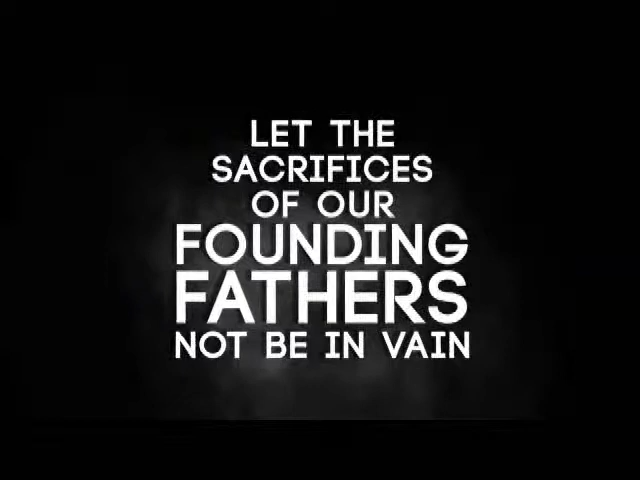 LET THE
SACRIFICES
OF OUR
FOUNDING
FATHERS
NOT BE IN VAIN